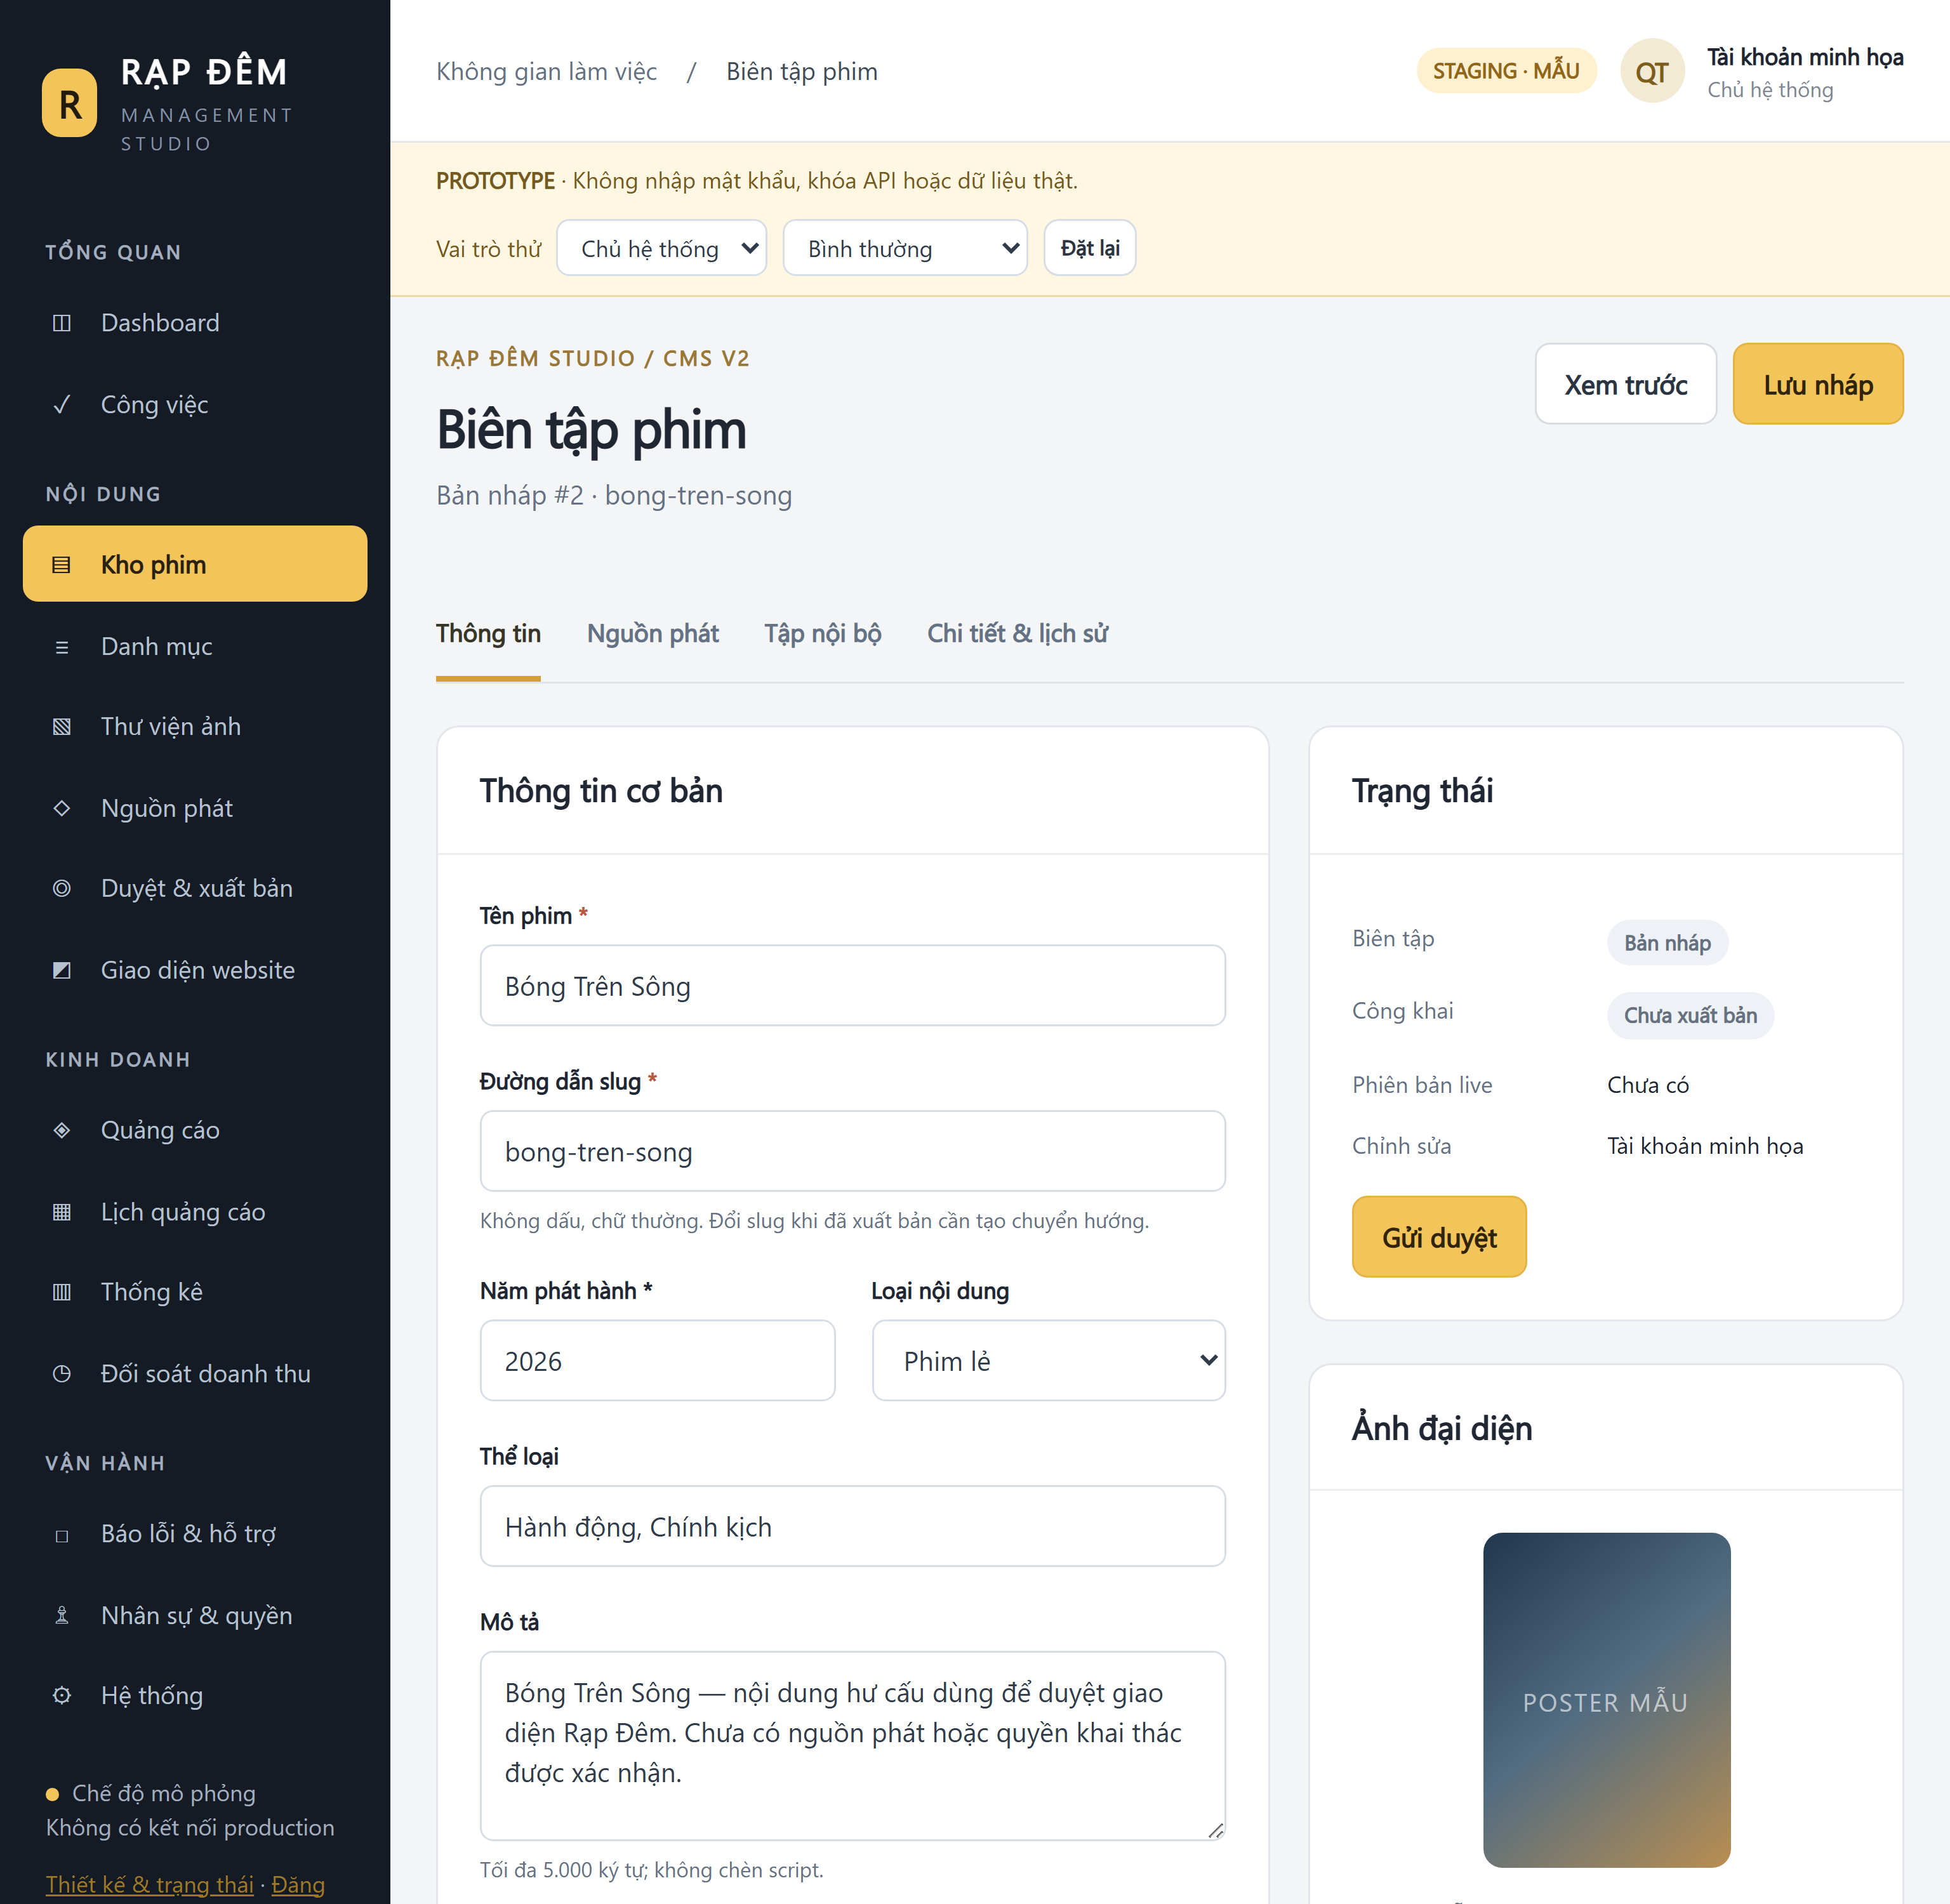 R
RẠP ĐÊM
MANAGEMENT
STUDIO
TỔNG QUAN
Dashboard
Công việc
NỘI DUNG
Kho phim
Danh mục
Thư viện ảnh
Nguồn phát
Duyệt & xuất bản
Giao diện website
KINH DOANH
Quảng cáo
Lịch quảng cáo
Thống kê
Đối soát doanh thu
VẬN HÀNH
Báo lỗi & hỗ trợ
Nhân sự & quyền
Hệ thống
Chế độ mô phỏng
Không có kết nối production
Thiết kế & trạng thái · Đăng
Không gian làm việc / Biên tập phim
STAGING · MẪU
QT
Tài khoản minh họa
Chủ hệ thống
PROTOTYPE · Không nhập mật khẩu, khóa API hoặc dữ liệu thật.
Vai trò thử Chủ hệ thống Bình thường Đặt lại
RẠP ĐÊM STUDIO / CMS V2
Biên tập phim
Bản nháp #2 · bong-tren-song
Xem trước Lưu nháp
Thông tin Nguồn phát Tập nội bộ Chi tiết & lịch sử
Thông tin cơ bản
Tên phim *
Bóng Trên Sông
Đường dẫn slug *
bong-tren-song
Không dấu, chữ thường. Đổi slug khi đã xuất bản cần tạo chuyển hướng.
Năm phát hành * Loại nội dung
2026 Phim lẻ
Thể loại
Hành động, Chính kịch
Mô tả
Bóng Trên Sông — nội dung hư cấu dùng để duyệt giao
diện Rạp Đêm. Chưa có nguồn phát hoặc quyền khai thác
được xác nhận.
Tối đa 5.000 ký tự; không chèn script.
Trạng thái
Biên tập Bản nháp
Công khai Chưa xuất bản
Phiên bản live Chưa có
Chỉnh sửa Tài khoản minh họa
Gửi duyệt
Ảnh đại diện
POSTER MẪU